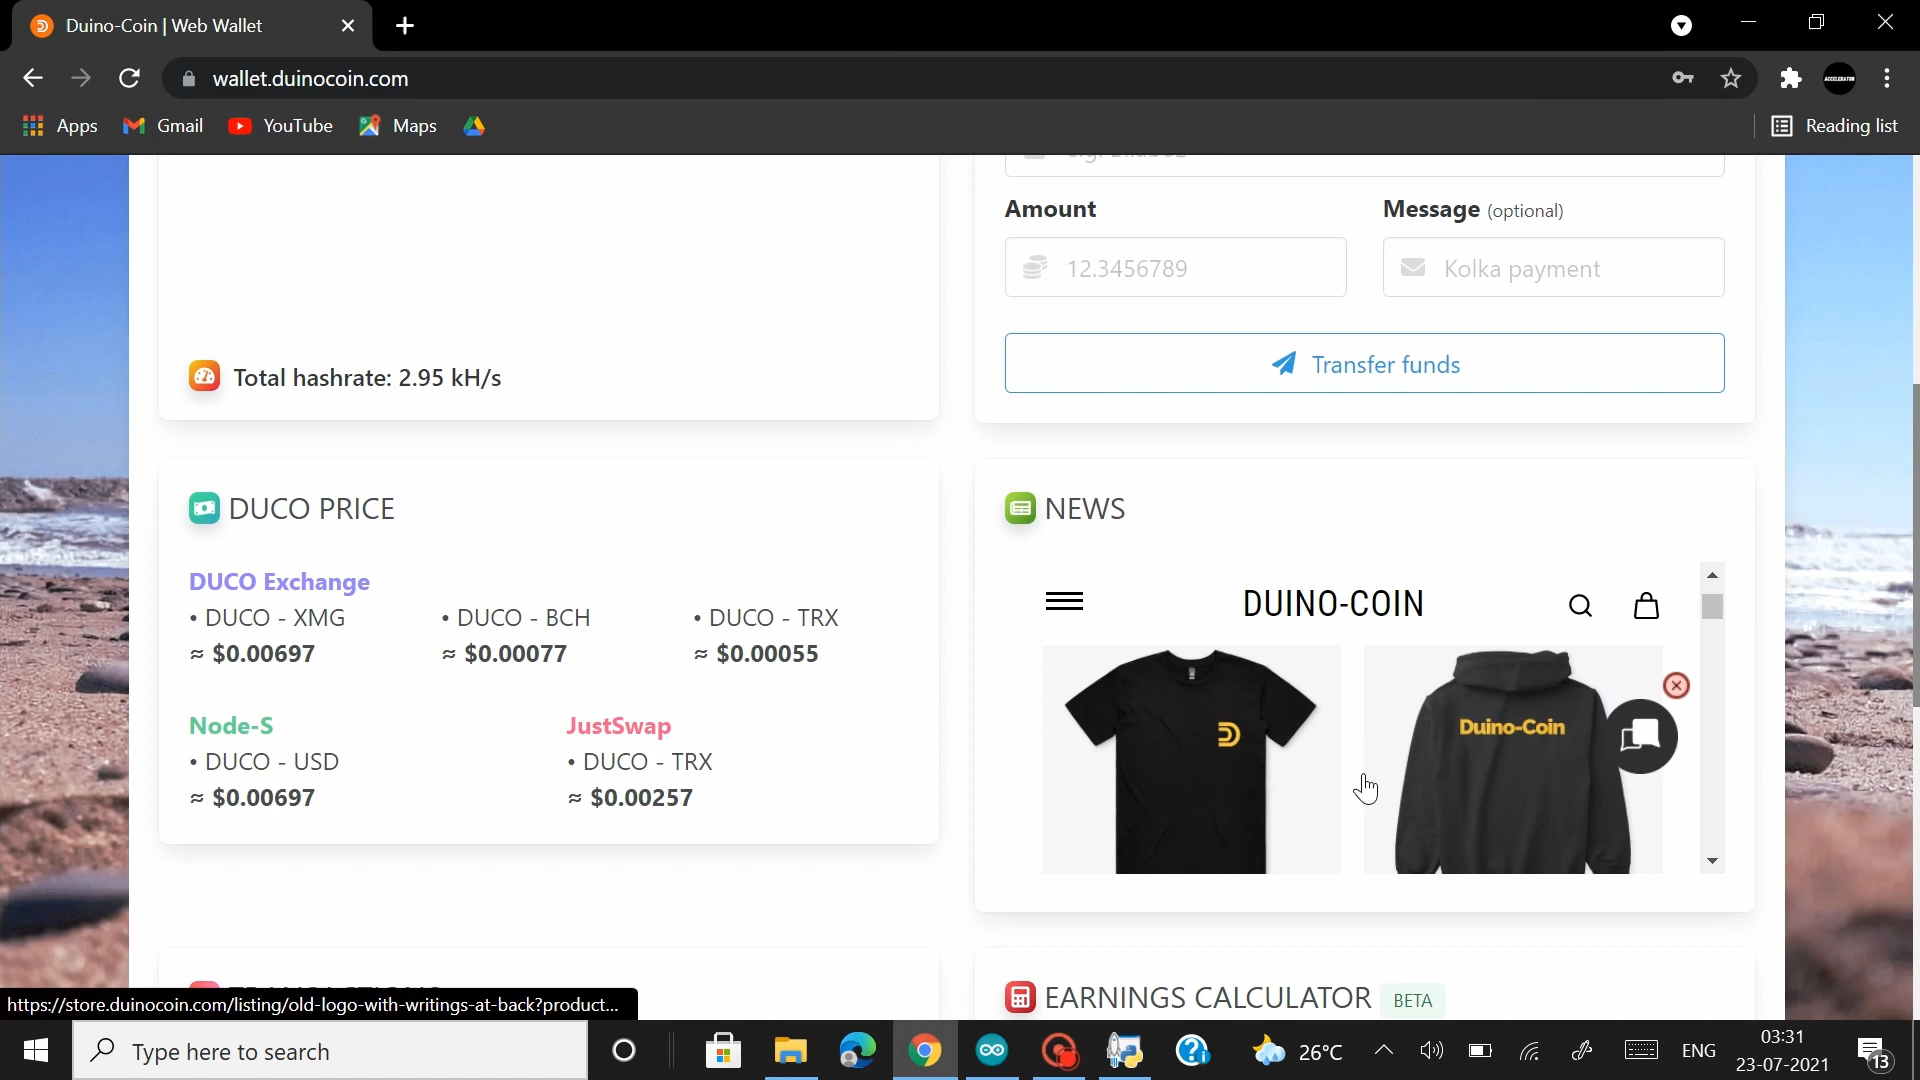 Duino-Coin | Web Wallet
wallet.duinocoin.com
ACCELERATOR
Apps
Gmail
YouTube
Maps
Reading list
Amount
Message (optional)
12.3456789
Kolka payment
Total hashrate: 2.95 kH/s
Transfer funds
DUCO PRICE
DUCO Exchange
• DUCO - XMG
≈ $0.00697
• DUCO - BCH
≈ $0.00077
• DUCO - TRX
≈ $0.00055
Node-S
• DUCO - USD
≈ $0.00697
JustSwap
• DUCO - TRX
≈ $0.00257
NEWS
DUINO-COIN
Duino-Coin
EARNINGS CALCULATOR BETA
https://store.duinocoin.com/listing/old-logo-with-writings-at-back?product...
Type here to search
26°C
ENG
03:31
23-07-2021
13